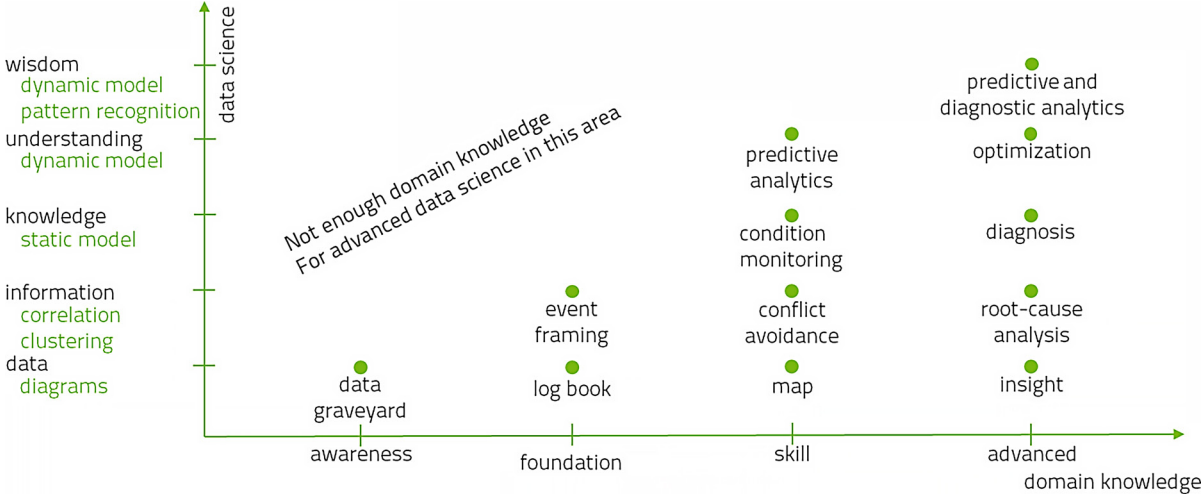 data science
wisdom
dynamic model
pattern recognition
understanding
dynamic model
knowledge
static model
information
correlation
clustering
data
diagrams
Not enough domain knowledge
For advanced data science in this area
predictive and
diagnostic analytics
predictive
analytics
optimization
condition
monitoring
diagnosis
event
framing
conflict
avoidance
root-cause
analysis
data
graveyard
log book
map
insight
awareness
foundation
skill
advanced
domain knowledge